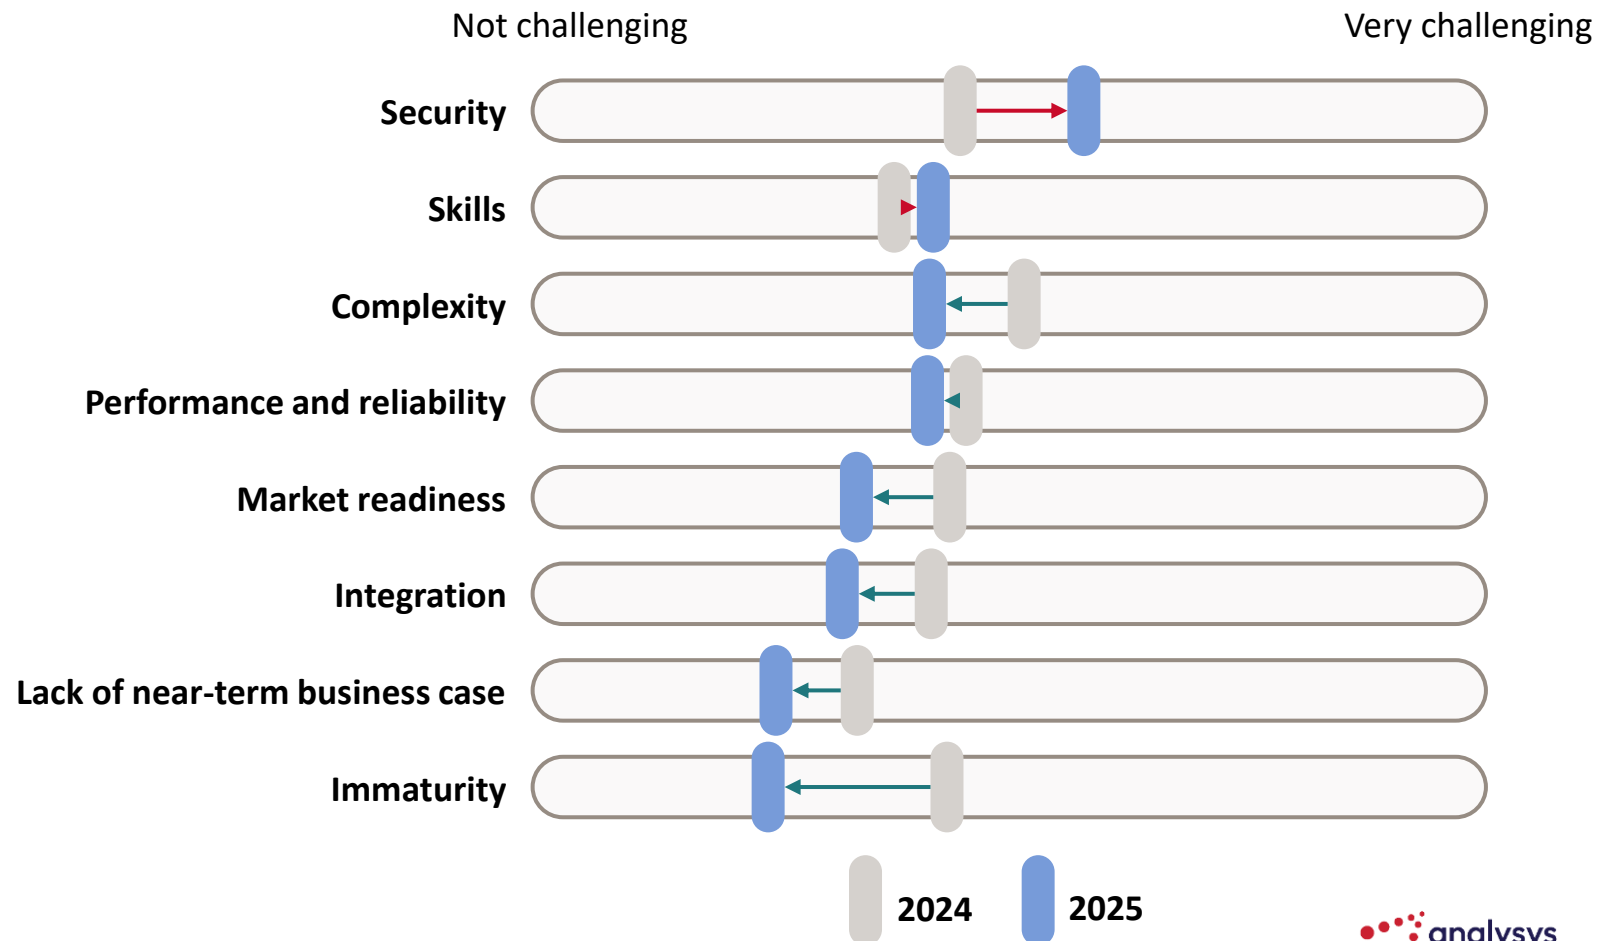 Not challenging
Very challenging
Security
Skills
Complexity
Performance and reliability
Market readiness
Integration
Lack of near-term business case
Immaturity
2024
2025
analysys